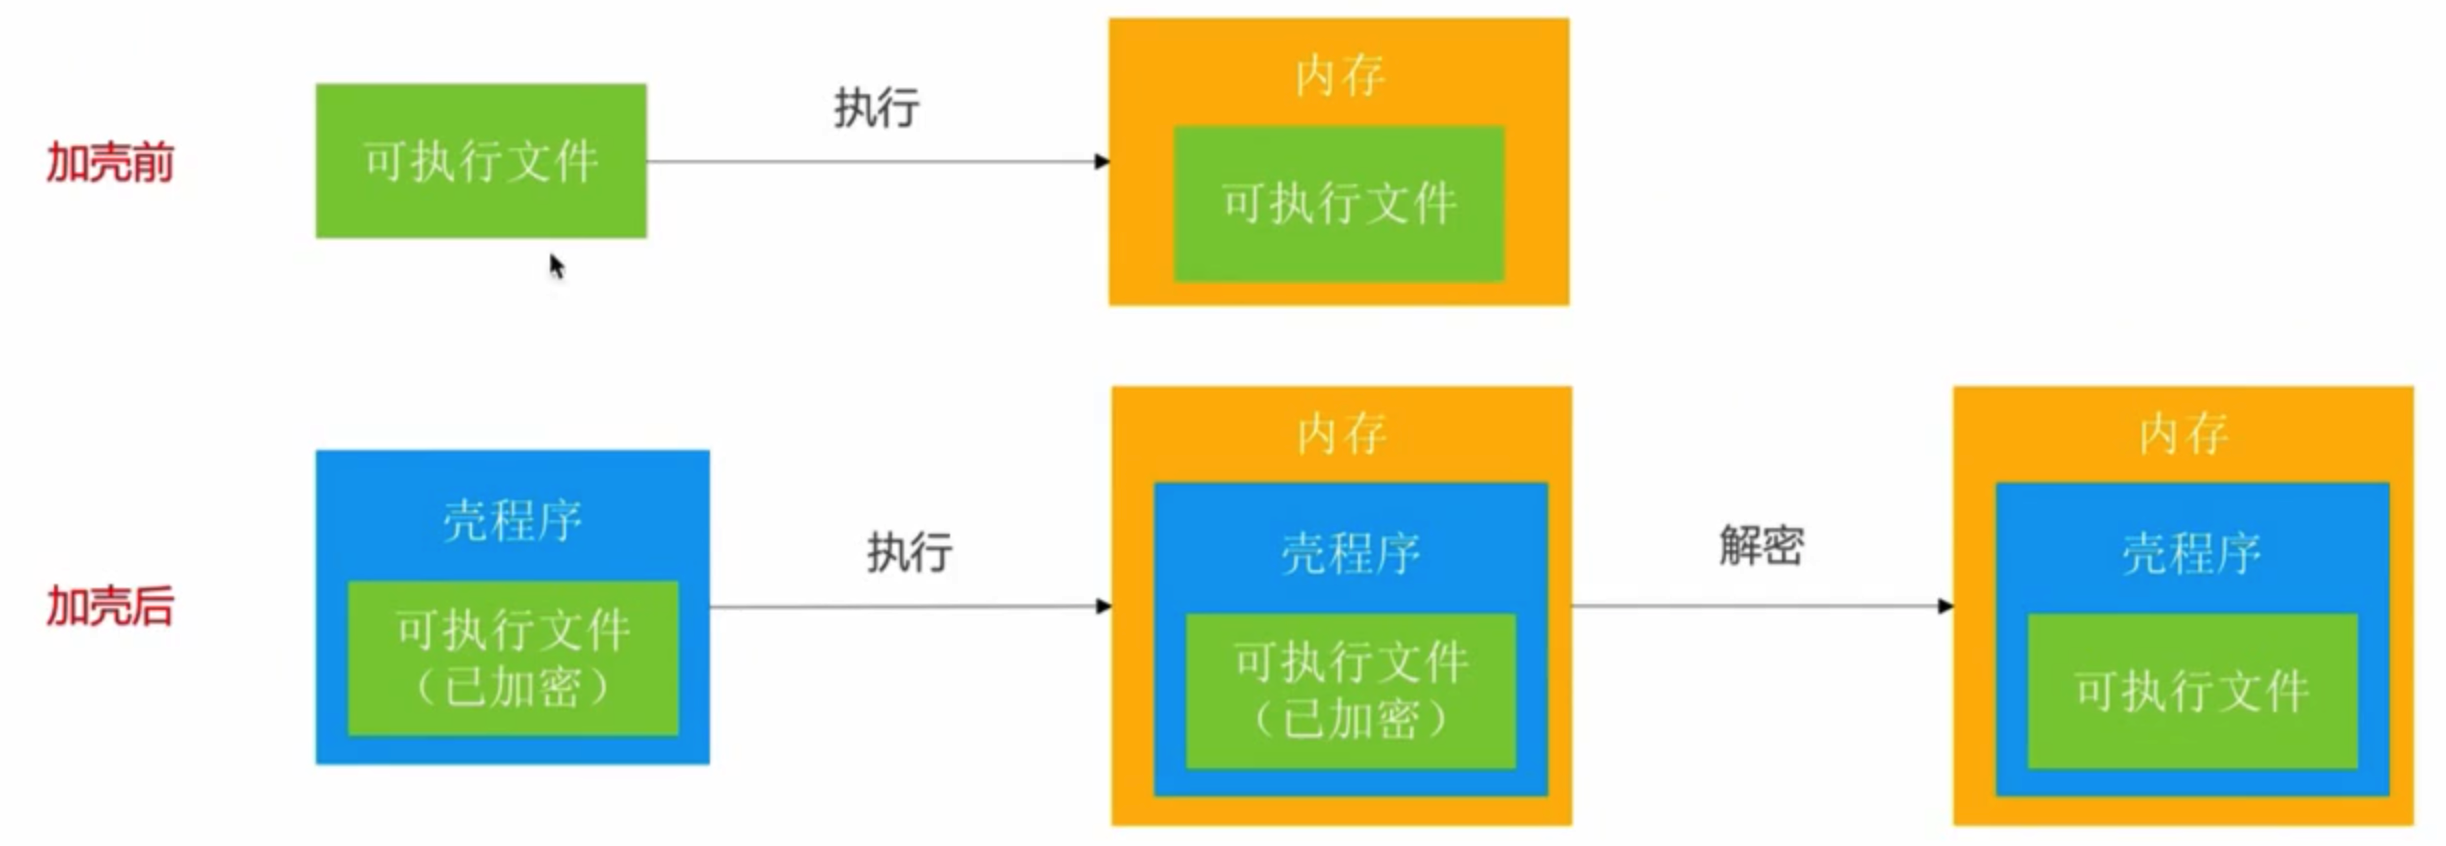 加壳前
可执行文件
执行
内存
可执行文件
加壳后
壳程序
可执行文件
（已加密）
执行
内存
壳程序
可执行文件
（已加密）
解密
内存
壳程序
可执行文件